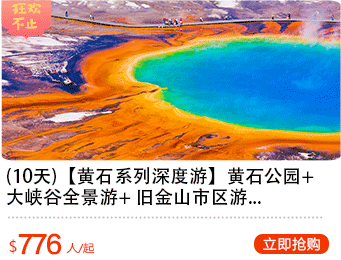 狂欢
不止
(10天)【黄石系列深度游】黄石公园+
大峡谷全景游+ 旧金山市区游...
$776 人/起
立即抢购